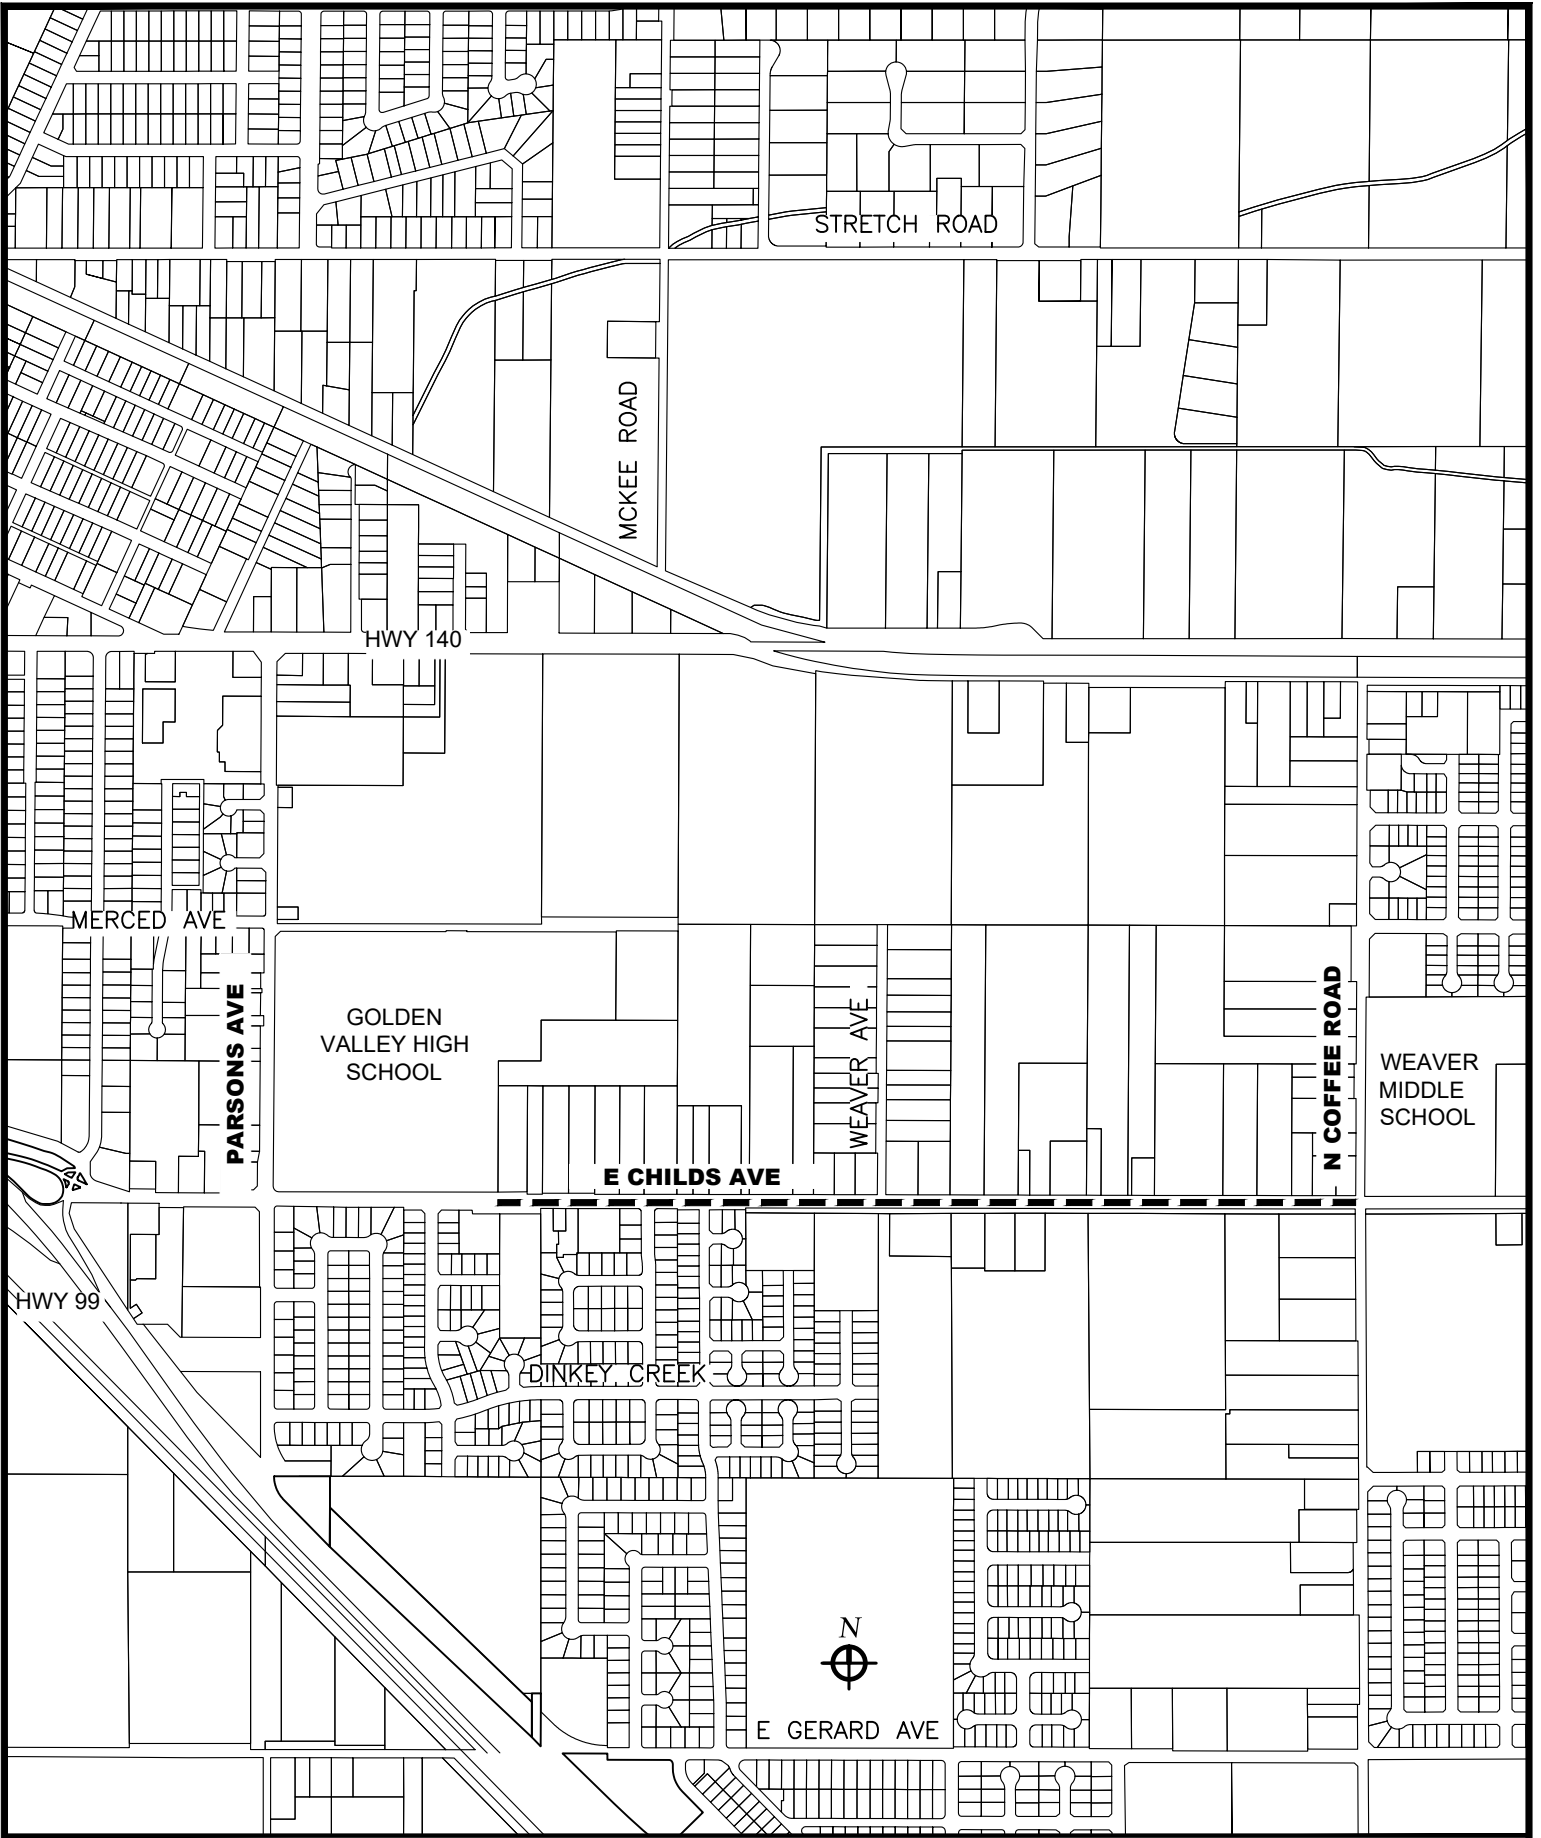 STRETCH ROAD
MCKEE ROAD
HWY 140
MERCED AVE
PARSONS AVE
GOLDEN
VALLEY HIGH
SCHOOL
WEAVER AVE
N COFFEE ROAD
WEAVER
MIDDLE
SCHOOL
E CHILDS AVE
HWY 99
DINKEY CREEK
N
E GERARD AVE